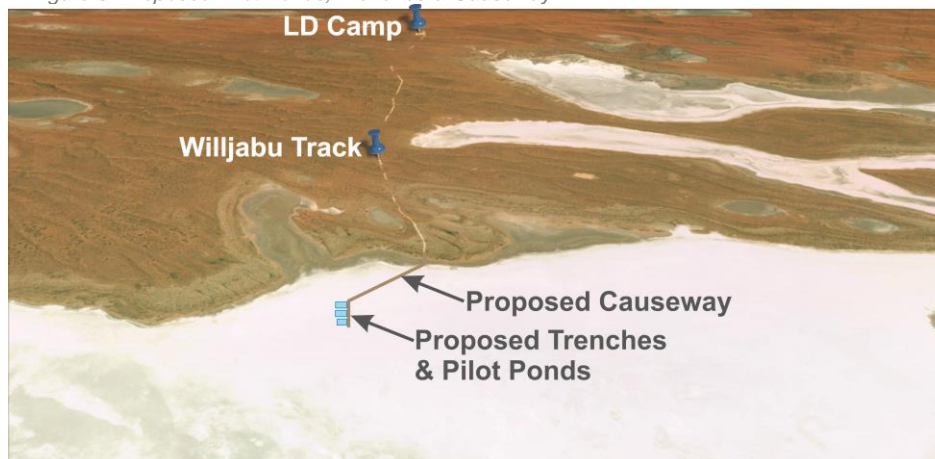 LD Camp
Willjabu Track
Proposed Causeway
Proposed Trenches
& Pilot Ponds